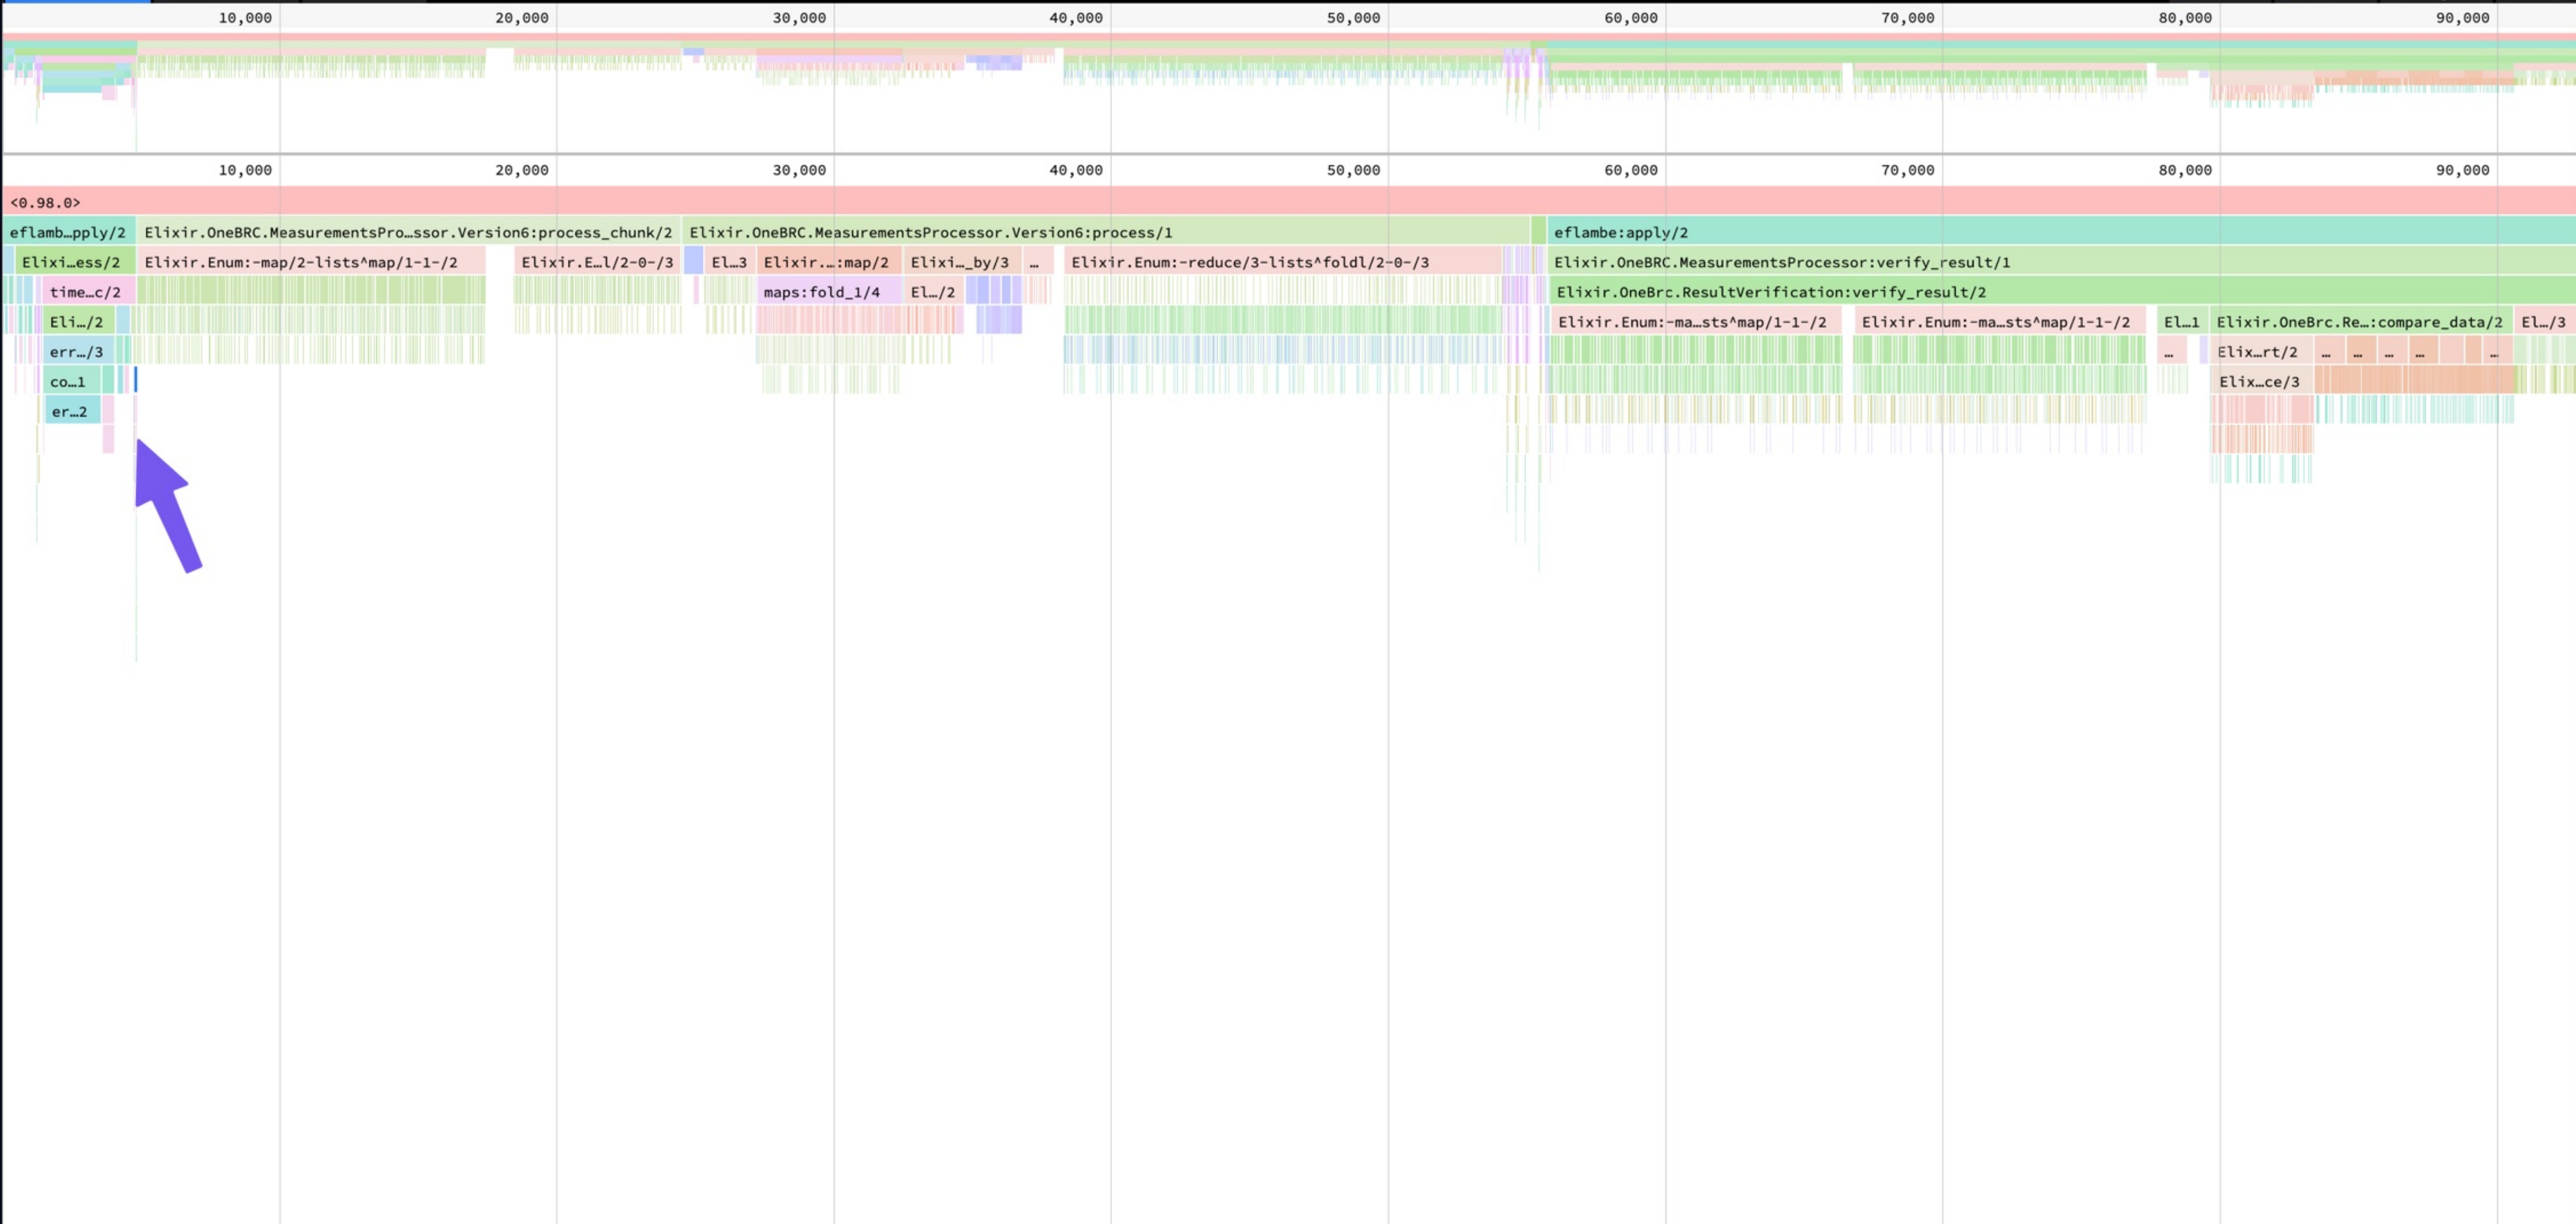 10,000 20,000 30,000 40,000 50,000 60,000 70,000 80,000 90,000
10,000 20,000 30,000 40,000 50,000 60,000 70,000 80,000 90,000
<0.98.0>
eflamb…pply/2 Elixir.OneBRC.MeasurementsPro…ssor.Version6:process_chunk/2 Elixir.OneBRC.MeasurementsProcessor.Version6:process/1 eflambe:apply/2
Elixi…ess/2 Elixir.Enum:-map/2-lists^map/1-1-/2 Elixir.E…l/2-0-/3 El…3 Elixir.…:map/2 Elixi…_by/3 … Elixir.Enum:-reduce/3-lists^foldl/2-0-/3 Elixir.OneBRC.MeasurementsProcessor:verify_result/1
time…c/2 maps:fold_1/4 El…/2 Elixir.OneBrc.ResultVerification:verify_result/2
Eli…/2 Elixir.Enum:-ma…sts^map/1-1-/2 Elixir.Enum:-ma…sts^map/1-1-/2 El…1 Elixir.OneBrc.Re…:compare_data/2 El…/3
err…/3 … Elix…rt/2 … … … … …
co…1 Elix…ce/3
er…2